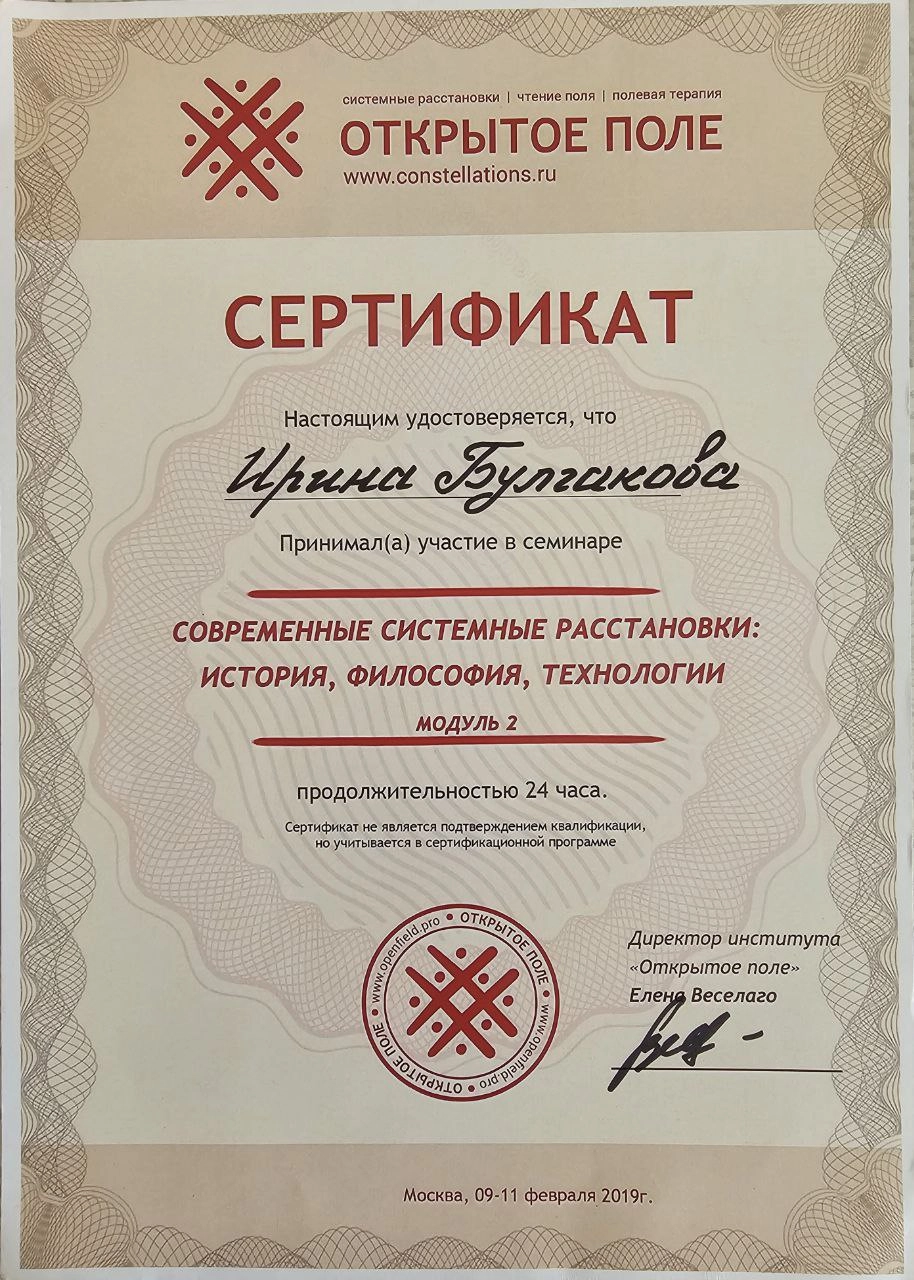 системные расстановки | чтение поля | полевая терапия
ОТКРЫТОЕ ПОЛЕ
www.constellations.ru
СЕРТИФИКАТ
Настоящим удостоверяется, что
Ирина Булгакова
Принимал(а) участие в семинаре
СОВРЕМЕННЫЕ СИСТЕМНЫЕ РАССТАНОВКИ:
ИСТОРИЯ, ФИЛОСОФИЯ, ТЕХНОЛОГИИ
МОДУЛЬ 2
продолжительностью 24 часа.
Сертификат не является подтверждением квалификации,
но учитывается в сертификационной программе
www.openfield.pro • ОТКРЫТОЕ ПОЛЕ • www.openfield.pro • ОТКРЫТОЕ ПОЛЕ •
Директор института
«Открытое поле»
Елена Веселаго
Москва, 09-11 февраля 2019г.